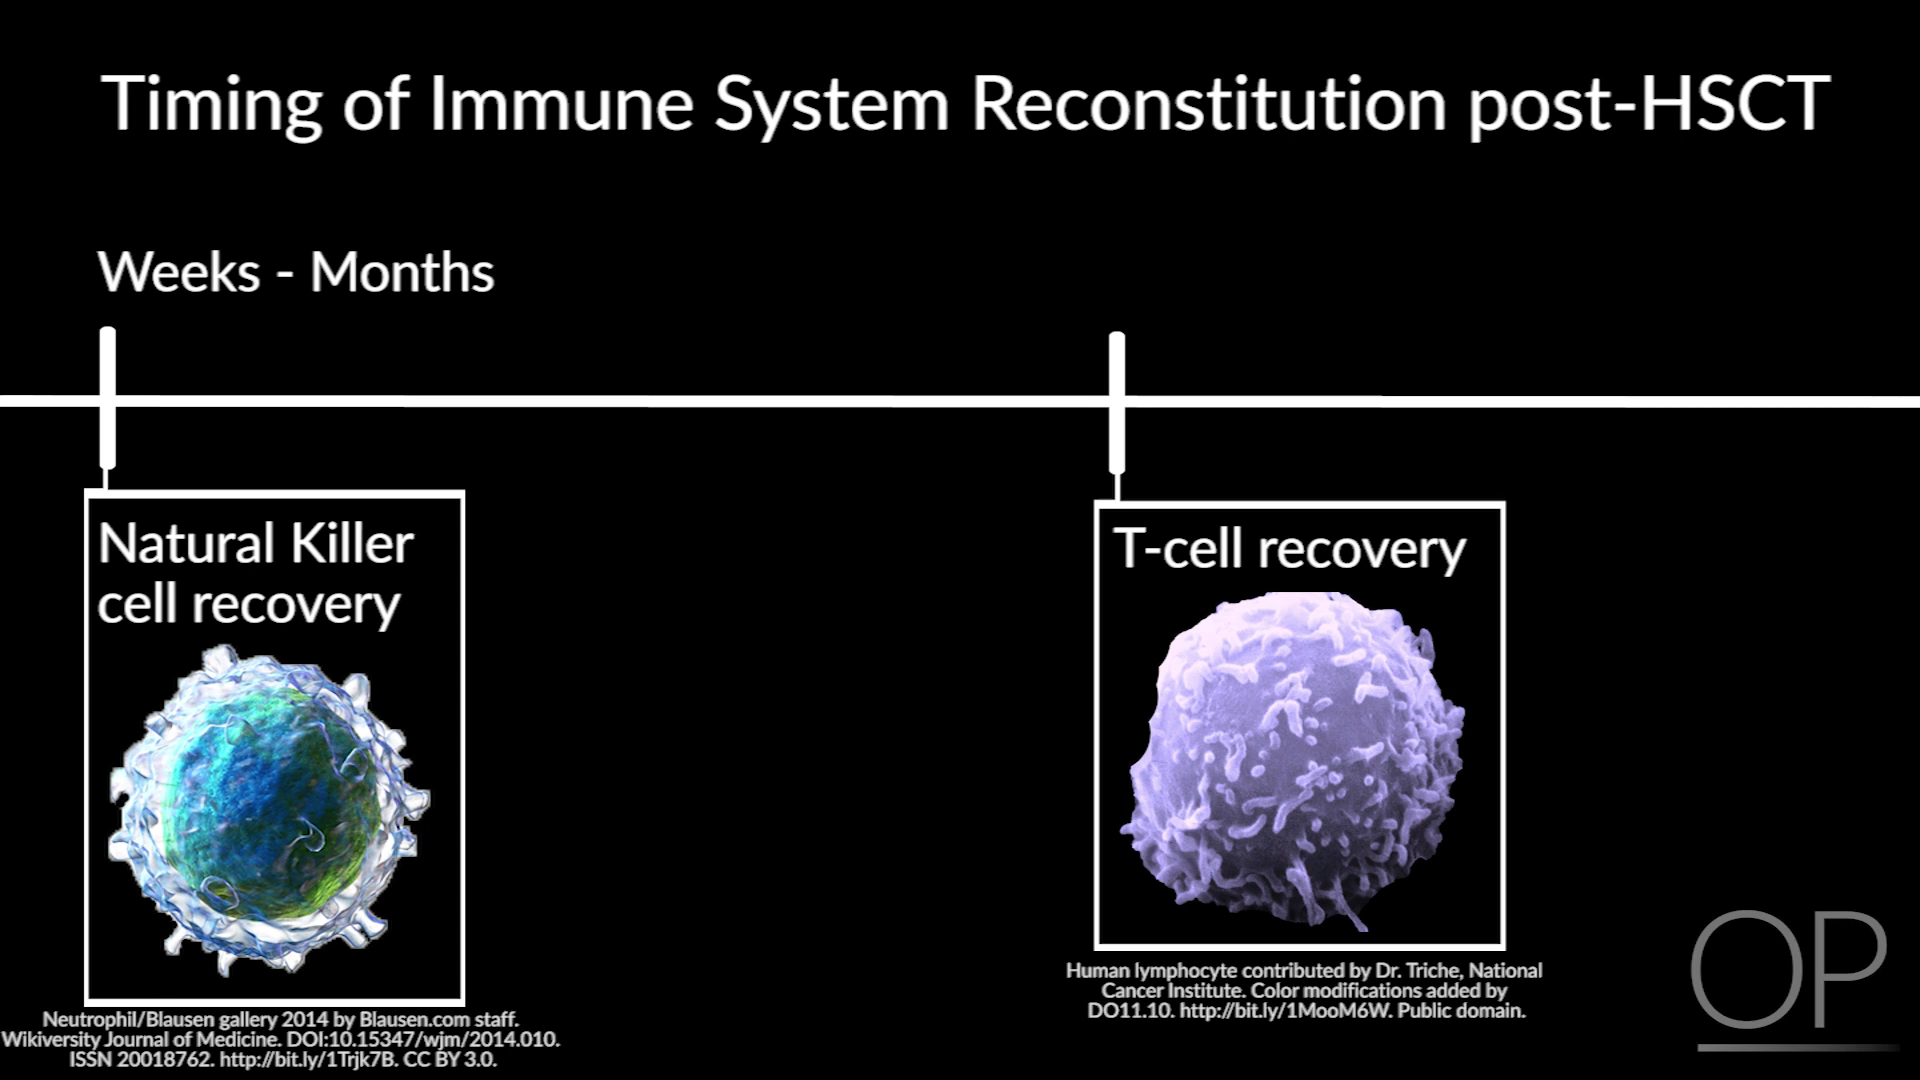 Timing of Immune System Reconstitution post-HSCT
Weeks - Months
Natural Killer
cell recovery
T-cell recovery
Human lymphocyte contributed by Dr. Triche, National
Cancer Institute. Color modifications added by
DO11.10. http://bit.ly/1MooM6W. Public domain.
Neutrophil/Blausen gallery 2014 by Blausen.com staff.
Wikiversity Journal of Medicine. DOI:10.15347/wjm/2014.010.
ISSN 20018762. http://bit.ly/1Trjk7B. CC BY 3.0.
OP